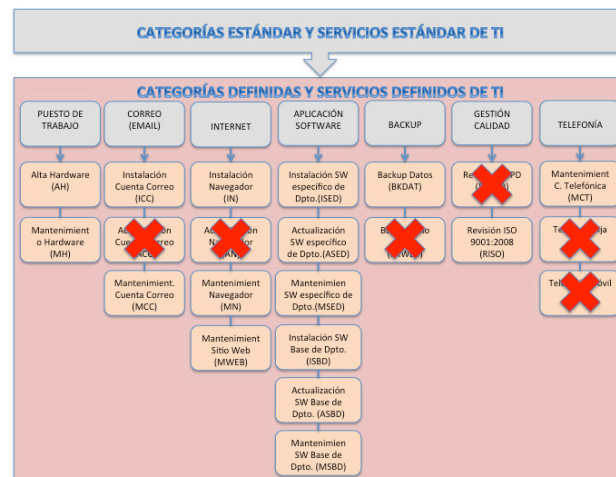 CATEGORÍAS ESTÁNDAR Y SERVICIOS ESTÁNDAR DE TI
CATEGORÍAS DEFINIDAS Y SERVICIOS DEFINIDOS DE TI
PUESTO DE
TRABAJO
CORREO
(EMAIL)
INTERNET
APLICACIÓN
SOFTWARE
BACKUP
GESTIÓN
CALIDAD
TELEFONÍA
Alta Hardware
(AH)
Instalación
Cuenta Correo
(ICC)
Instalación
Navegador
(IN)
Instalación SW
específico de
Dpto.(ISED)
Backup Datos
(BKDAT)
Mantenimient
C. Telefónica
(MCT)
Mantenimient
o Hardware
(MH)
Actualización
SW específico
de Dpto.(ASED)
Revisión ISO
9001:2008
(RISO)
Mantenimient.
Cuenta Correo
(MCC)
Mantenimient
Navegador
(MN)
Mantenimien
SW específico de
Dpto.(MSED)
Mantenimient
Sitio Web
(MWEB)
Instalación SW
Base de Dpto.
(ISBD)
Actualización
SW Base de
Dpto. (ASBD)
Mantenimien
SW Base de
Dpto. (MSBD)